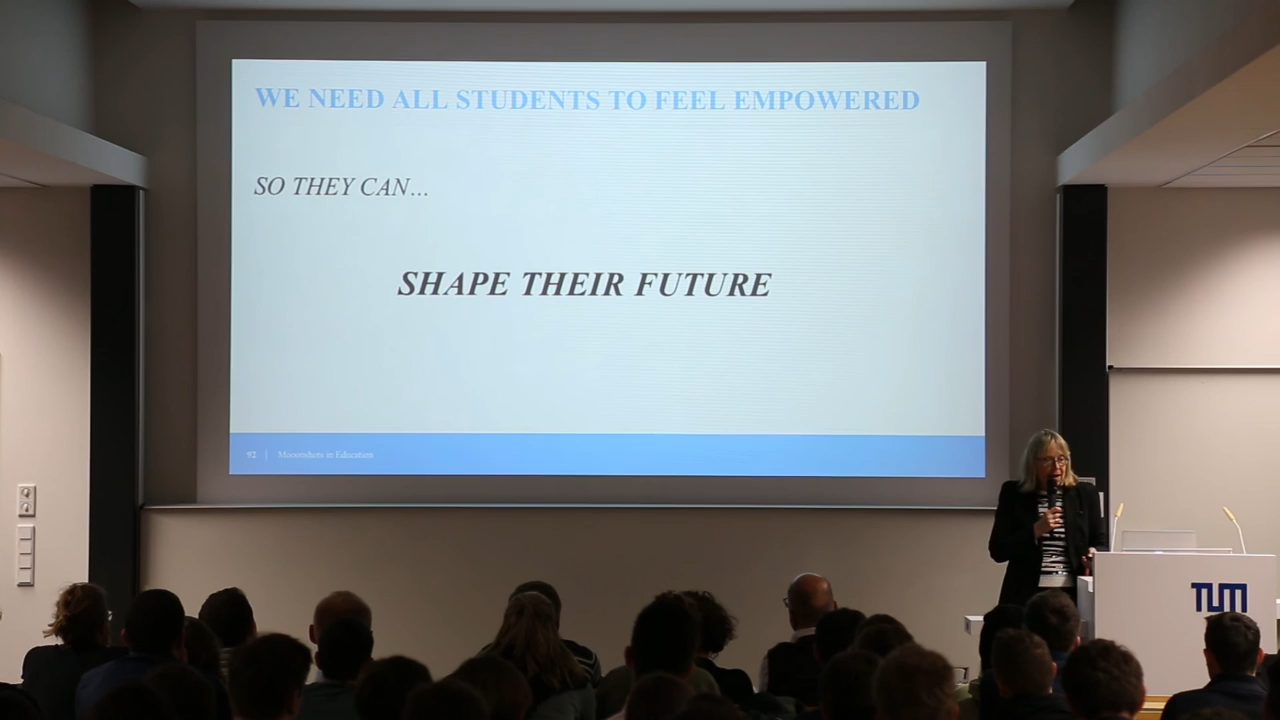 WE NEED ALL STUDENTS TO FEEL EMPOWERED
SO THEY CAN…
SHAPE THEIR FUTURE
92 | Moonshots in Education
TUM